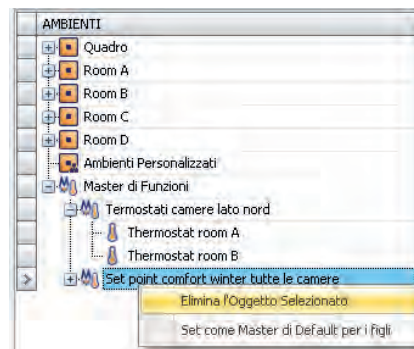 AMBIENTI
Quadro
Room A
Room B
Room C
Room D
Ambienti Personalizzati
Master di Funzioni
Termostati camere lato nord
Thermostat room A
Thermostat room B
Set point comfort winter tutte le camere
Elimina l'Oggetto Selezionato
Set come Master di Default per i figli